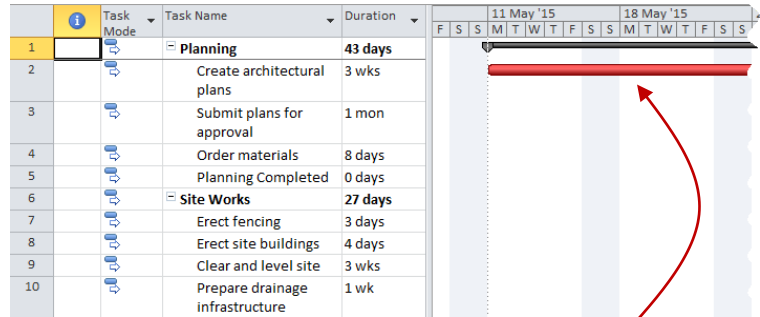 Task Mode Task Name Duration 11 May '15 18 May '15
F S S M T W T F S S M T W T F S S
1 Planning 43 days
2 Create architectural plans 3 wks
3 Submit plans for approval 1 mon
4 Order materials 8 days
5 Planning Completed 0 days
6 Site Works 27 days
7 Erect fencing 3 days
8 Erect site buildings 4 days
9 Clear and level site 3 wks
10 Prepare drainage infrastructure 1 wk